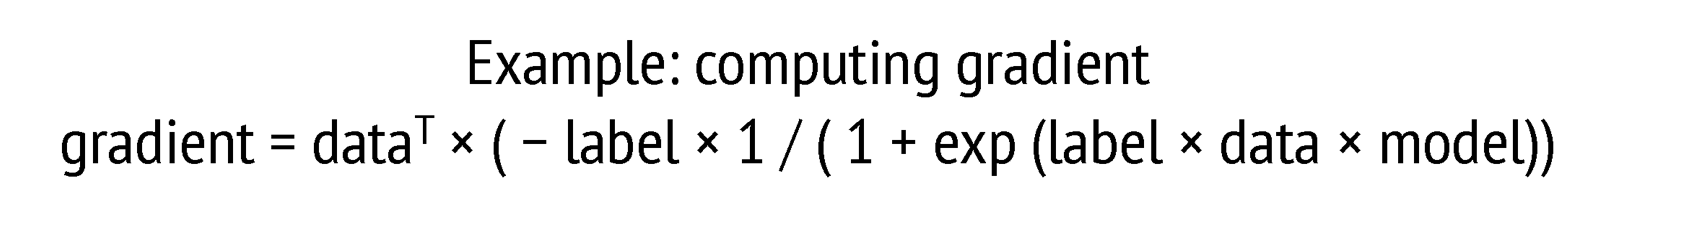 Example: computing gradient
gradient = dataᵀ × ( − label × 1 / ( 1 + exp (label × data × model))